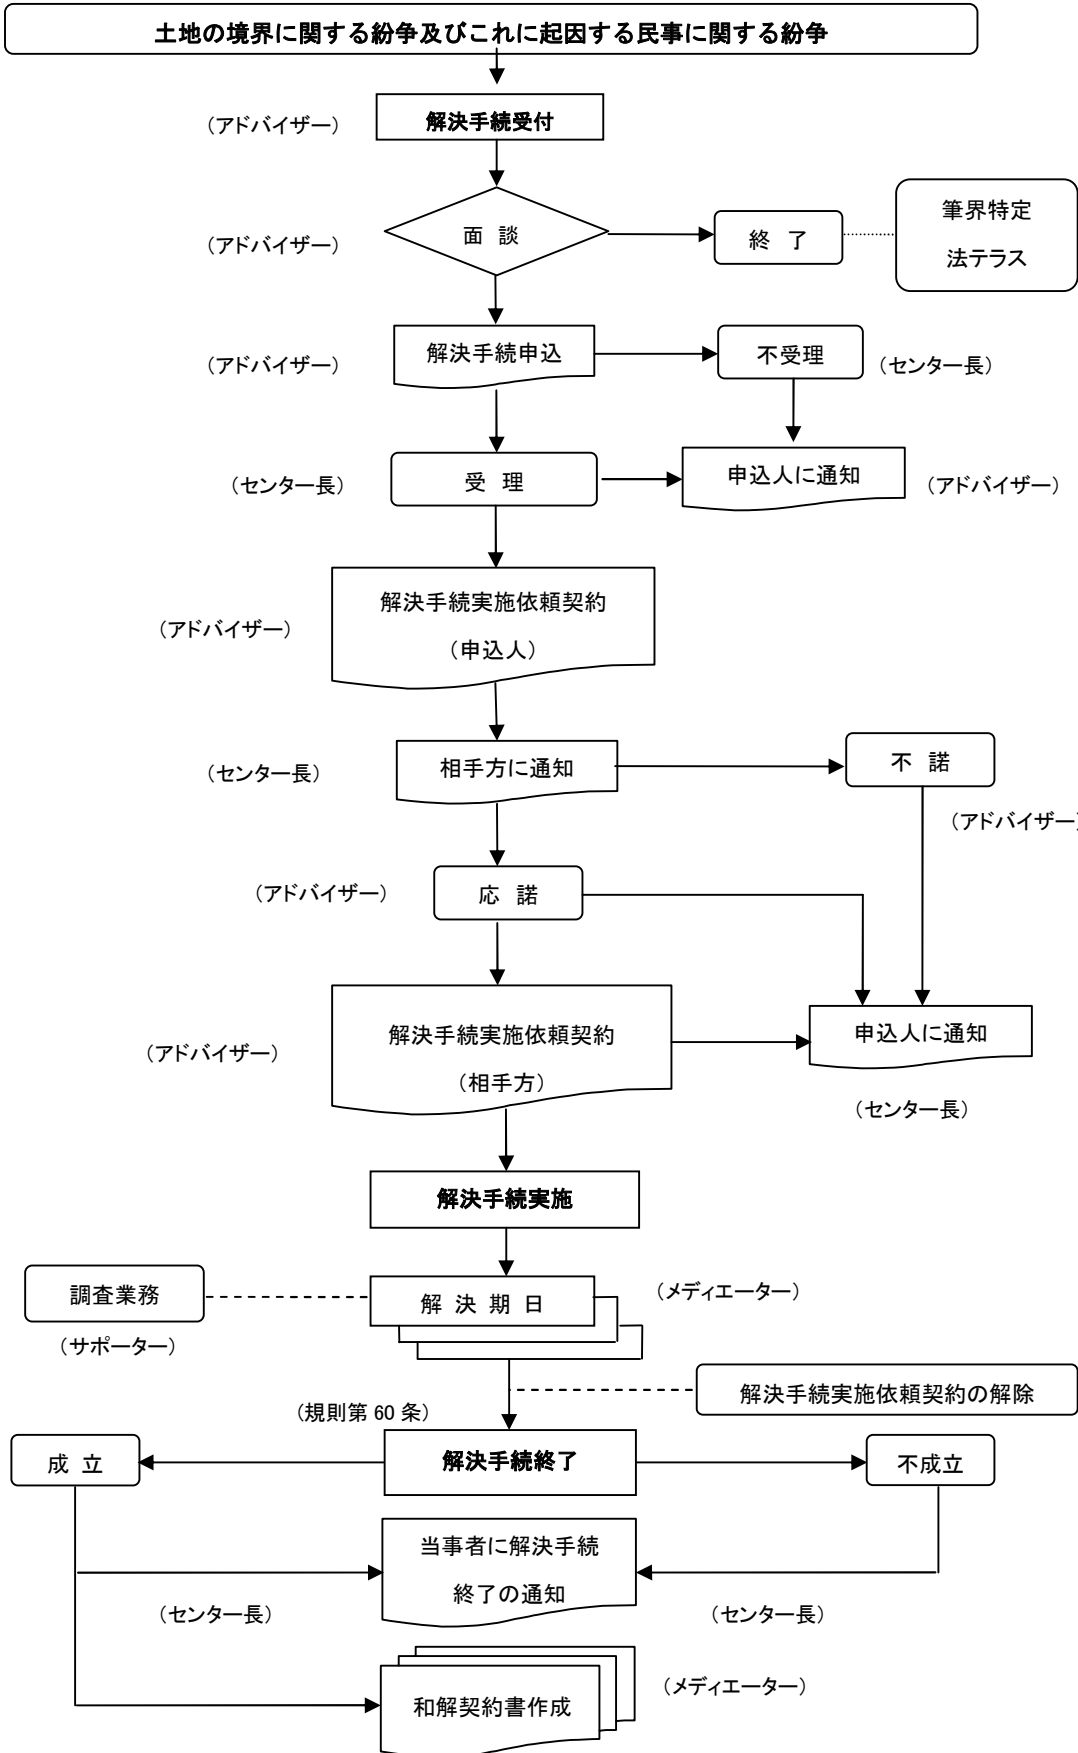 土地の境界に関する紛争及びこれに起因する民事に関する紛争
（アドバイザー）
解決手続受付
（アドバイザー）
面 談
終 了
筆界特定
法テラス
（アドバイザー）
解決手続申込
不受理
（センター長）
（センター長）
受 理
申込人に通知
（アドバイザー）
（アドバイザー）
解決手続実施依頼契約
（申込人）
（センター長）
相手方に通知
不 諾
（アドバイザー）
（アドバイザー）
応 諾
（アドバイザー）
解決手続実施依頼契約
（相手方）
申込人に通知
（センター長）
解決手続実施
調査業務
（サポーター）
解 決 期 日
（メディエーター）
解決手続実施依頼契約の解除
（規則第 60 条）
成 立
解決手続終了
不成立
当事者に解決手続
終了の通知
（センター長）
（センター長）
和解契約書作成
（メディエーター）